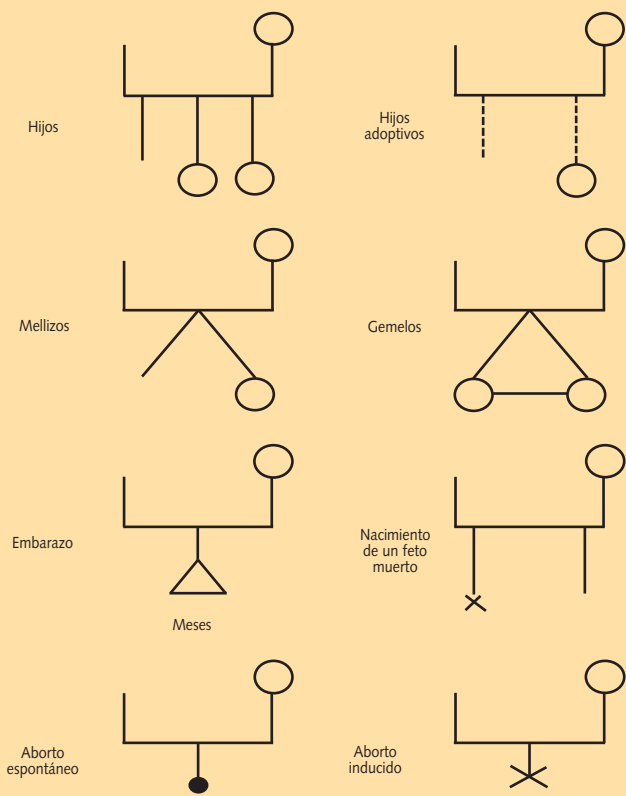 Hijos
Hijos
adoptivos
Mellizos
Gemelos
Embarazo
Meses
Nacimiento
de un feto
muerto
Aborto
espontáneo
Aborto
inducido